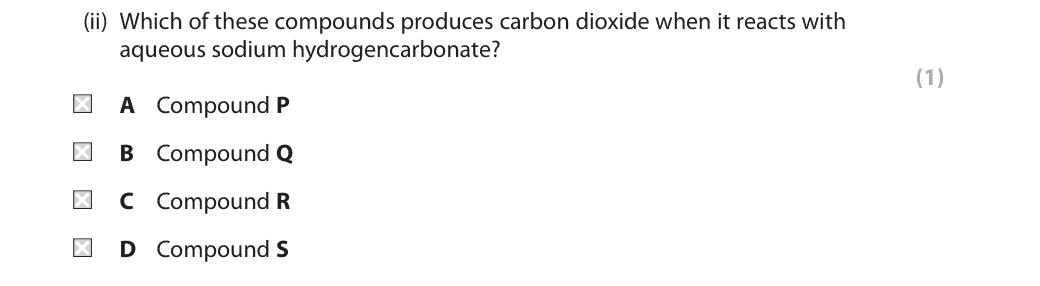 (ii) Which of these compounds produces carbon dioxide when it reacts with
aqueous sodium hydrogencarbonate?
(1)
A Compound P
B Compound Q
C Compound R
D Compound S